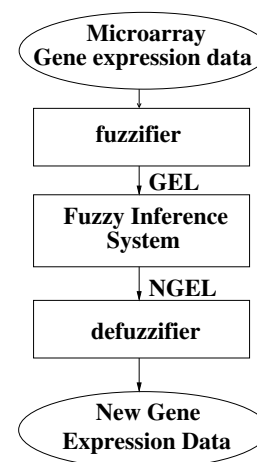 Microarray
Gene expression data
fuzzifier
GEL
Fuzzy Inference
System
NGEL
defuzzifier
New Gene
Expression Data